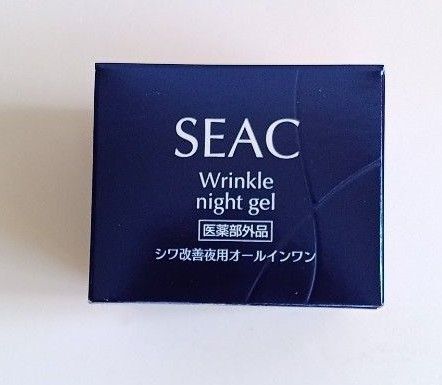 SEAC
Wrinkle
night gel
医薬部外品
シワ改善夜用オールインワン